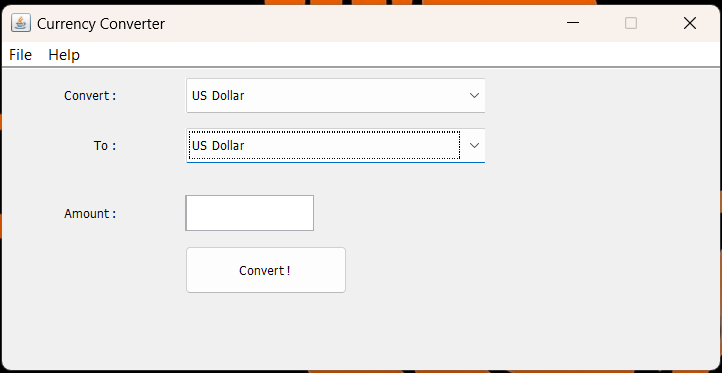 Currency Converter
File Help
Convert: US Dollar
To: US Dollar
Amount:
Convert!